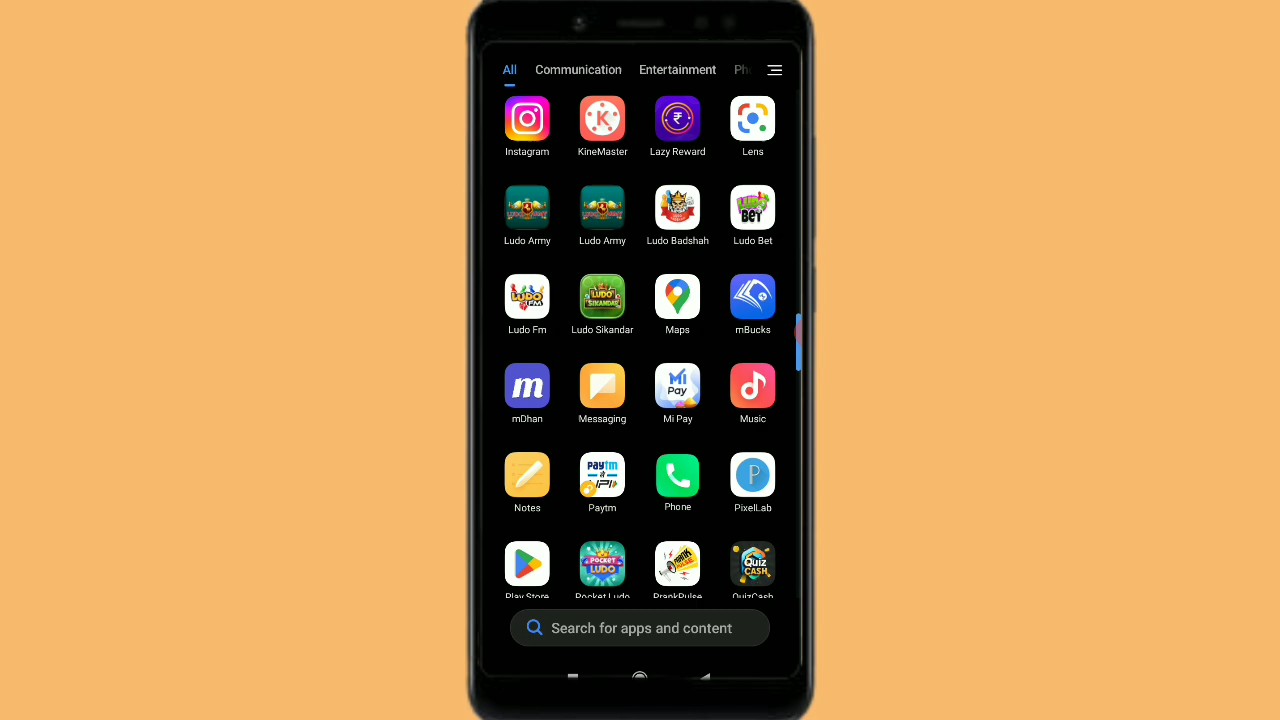 All Communication Entertainment Ph
Instagram KineMaster Lazy Reward Lens
Ludo Army Ludo Army Ludo Badshah Ludo Bet
Ludo Fm Ludo Sikandar Maps mBucks
mDhan Messaging Mi Pay Music
Notes Paytm Phone PixelLab
Play Store Pocket Ludo PrankPulse QuizCash
Search for apps and content